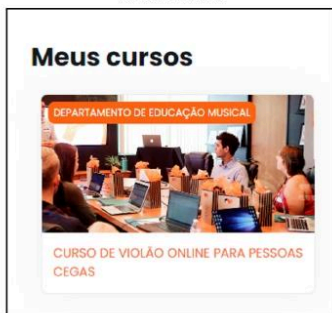 Meus cursos
DEPARTAMENTO DE EDUCAÇÃO MUSICAL
CURSO DE VIOLÃO ONLINE PARA PESSOAS
CEGAS